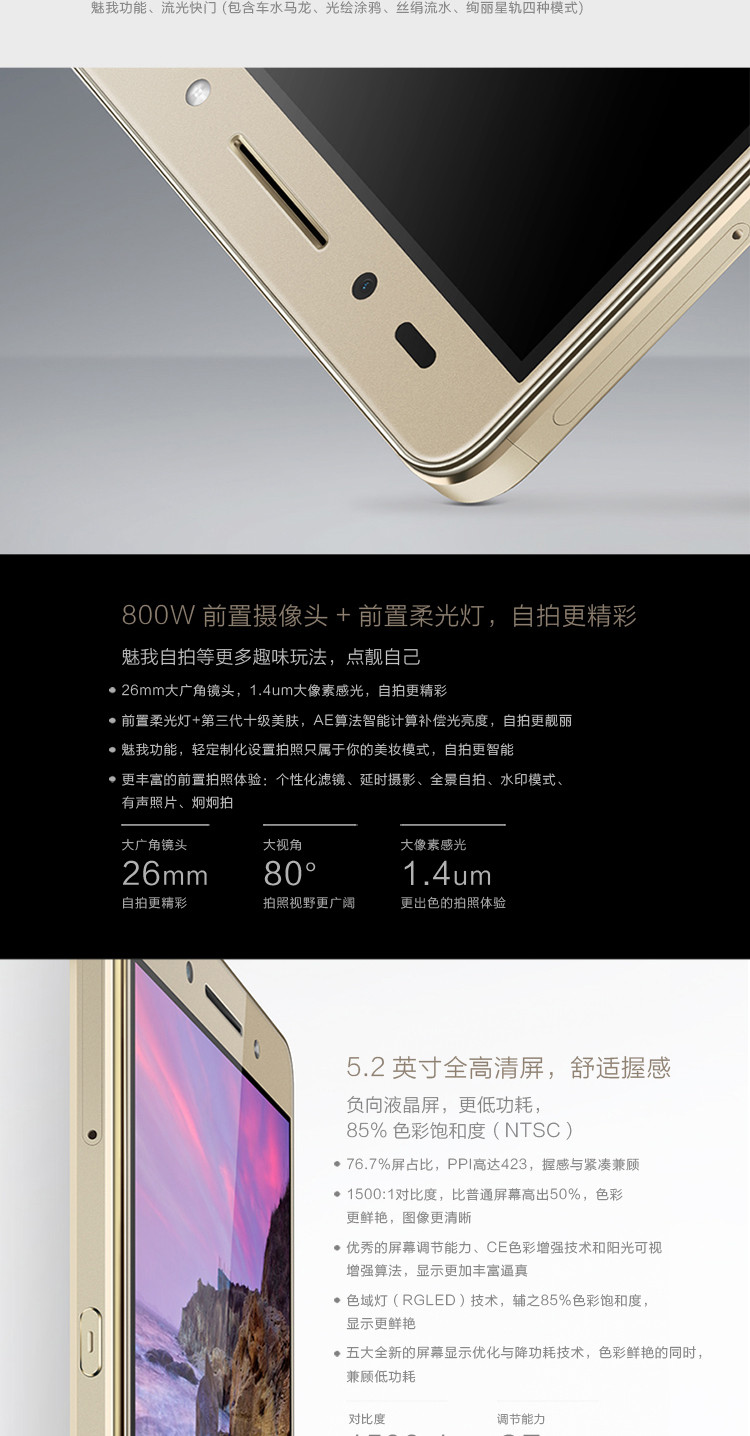 魅我功能、流光快门 (包含车水马龙、光绘涂鸦、丝绢流水、绚丽星轨四种模式)
800W 前置摄像头 + 前置柔光灯，自拍更精彩
魅我自拍等更多趣味玩法，点靓自己
26mm大广角镜头，1.4um大像素感光，自拍更精彩
前置柔光灯+第三代十级美肤，AE算法智能计算补偿光亮度，自拍更靓丽
魅我功能，轻定制化设置拍照只属于你的美妆模式，自拍更智能
更丰富的前置拍照体验：个性化滤镜、延时摄影、全景自拍、水印模式、
有声照片、炯炯拍
大广角镜头
26mm
自拍更精彩
大视角
80°
拍照视野更广阔
大像素感光
1.4um
更出色的拍照体验
5.2 英寸全高清屏，舒适握感
负向液晶屏，更低功耗，
85% 色彩饱和度（NTSC）
76.7%屏占比，PPI高达423，握感与紧凑兼顾
1500:1对比度，比普通屏幕高出50%，色彩
更鲜艳，图像更清晰
优秀的屏幕调节能力、CE色彩增强技术和阳光可视
增强算法，显示更加丰富逼真
色域灯（RGLED）技术，辅之85%色彩饱和度，
显示更鲜艳
五大全新的屏幕显示优化与降功耗技术，色彩鲜艳的同时，
兼顾低功耗
对比度
调节能力